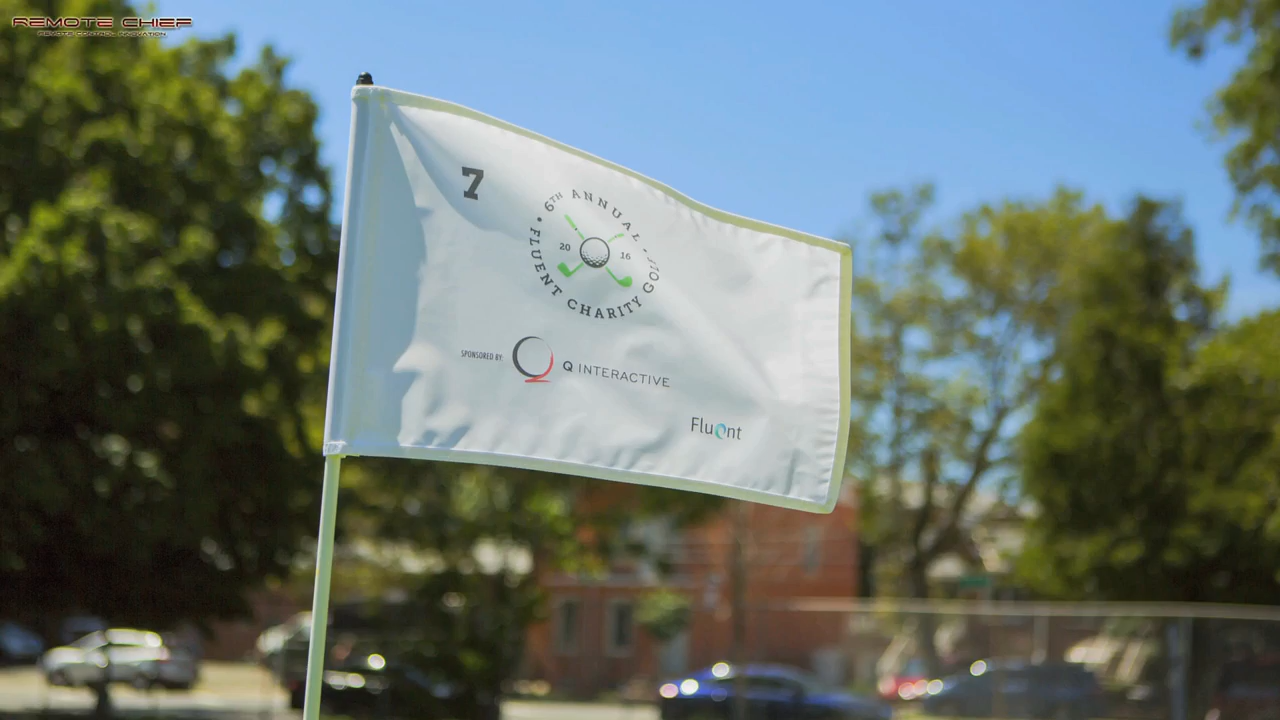 REMOTE CHIEF
REMOTE CONTROL INNOVATION
7
6TH ANNUAL
FLUENT CHARITY GOLF
20 16
SPONSORED BY: Q INTERACTIVE
Fluent